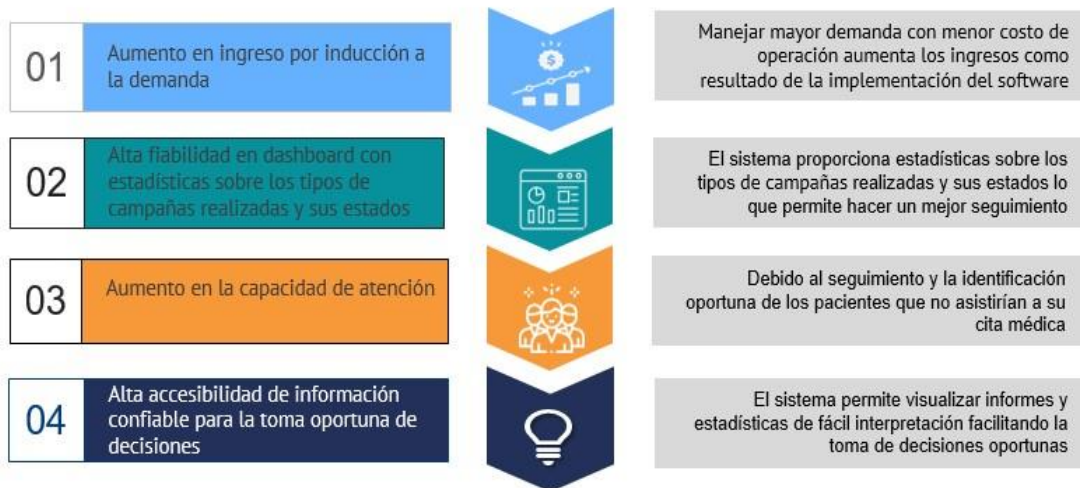 01
Aumento en ingreso por inducción a
la demanda
$
Manejar mayor demanda con menor costo de
operación aumenta los ingresos como
resultado de la implementación del software
02
Alta fiabilidad en dashboard con
estadísticas sobre los tipos de
campañas realizadas y sus estados
El sistema proporciona estadísticas sobre los
tipos de campañas realizadas y sus estados lo
que permite hacer un mejor seguimiento
03
Aumento en la capacidad de atención
Debido al seguimiento y la identificación
oportuna de los pacientes que no asistirían a su
cita médica
04
Alta accesibilidad de información
confiable para la toma oportuna de
decisiones
El sistema permite visualizar informes y
estadísticas de fácil interpretación facilitando la
toma de decisiones oportunas